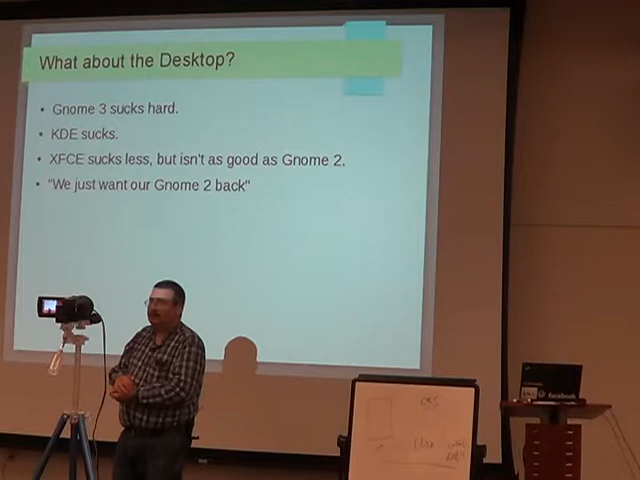 What about the Desktop?
• Gnome 3 sucks hard.
• KDE sucks.
• XFCE sucks less, but isn't as good as Gnome 2.
• "We just want our Gnome 2 back"
facebook